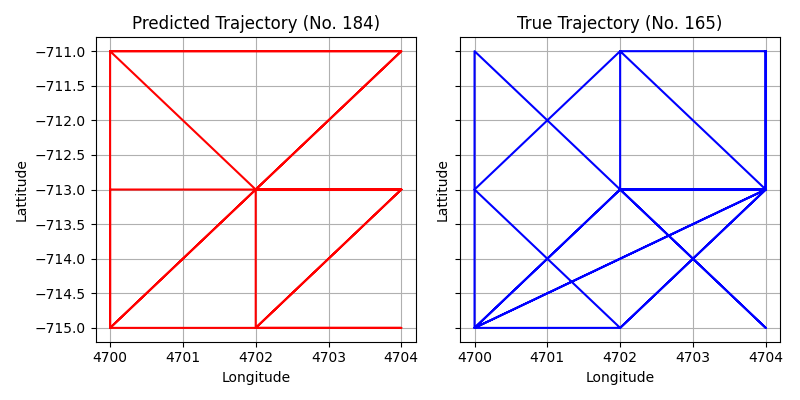 Predicted Trajectory (No. 184)
True Trajectory (No. 165)
−711.0
−711.5
−712.0
−712.5
−713.0
−713.5
−714.0
−714.5
−715.0
Lattitude
Lattitude
4700 4701 4702 4703 4704
4700 4701 4702 4703 4704
Longitude
Longitude